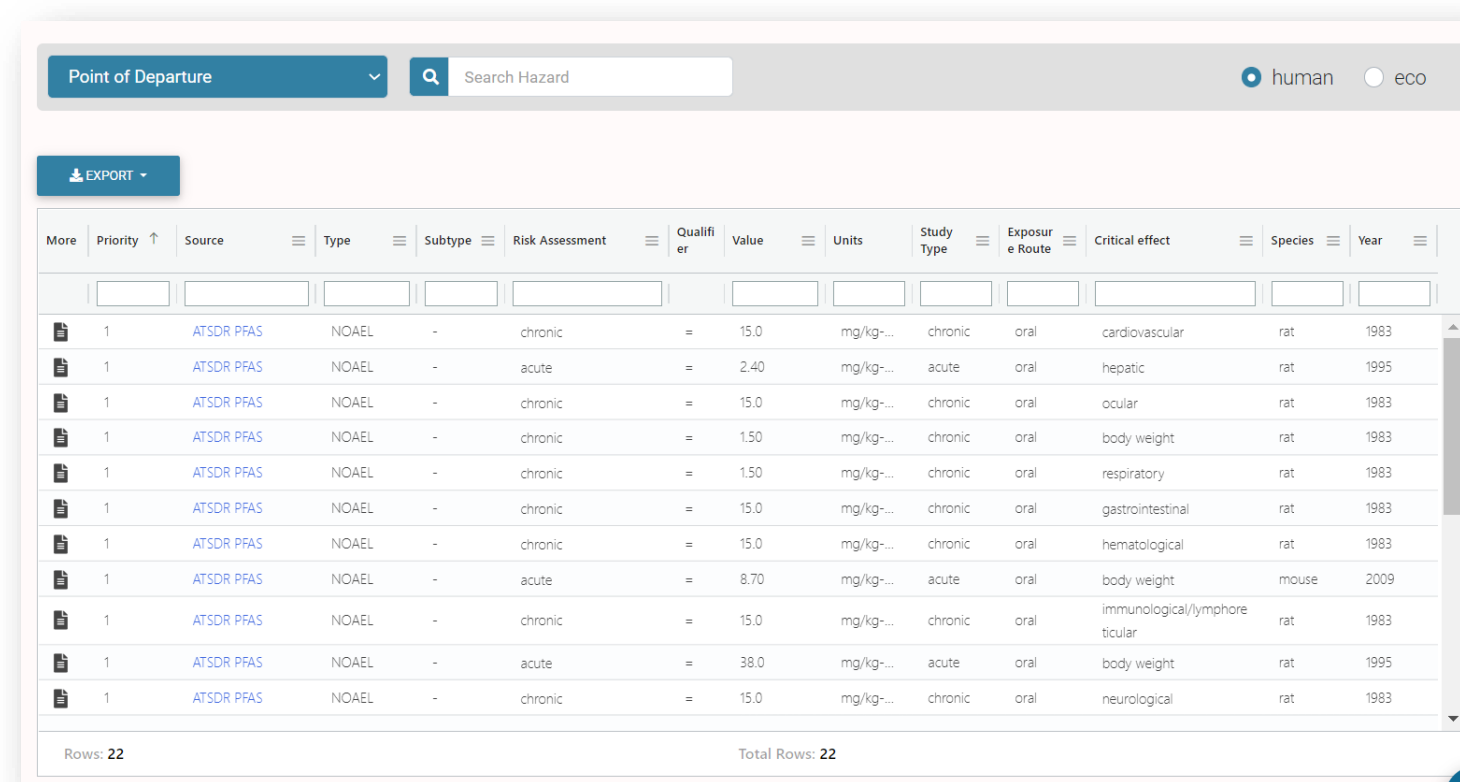 Point of Departure Search Hazard human eco
EXPORT
More Priority ↑ Source Type Subtype Risk Assessment Qualifi er Value Units Study Type Exposur e Route Critical effect Species Year
1 ATSDR PFAS NOAEL - chronic = 15.0 mg/kg-... chronic oral cardiovascular rat 1983
1 ATSDR PFAS NOAEL - acute = 2.40 mg/kg-... acute oral hepatic rat 1995
1 ATSDR PFAS NOAEL - chronic = 15.0 mg/kg-... chronic oral ocular rat 1983
1 ATSDR PFAS NOAEL - chronic = 1.50 mg/kg-... chronic oral body weight rat 1983
1 ATSDR PFAS NOAEL - chronic = 1.50 mg/kg-... chronic oral respiratory rat 1983
1 ATSDR PFAS NOAEL - chronic = 15.0 mg/kg-... chronic oral gastrointestinal rat 1983
1 ATSDR PFAS NOAEL - chronic = 15.0 mg/kg-... chronic oral hematological rat 1983
1 ATSDR PFAS NOAEL - acute = 8.70 mg/kg-... acute oral body weight mouse 2009
1 ATSDR PFAS NOAEL - chronic = 15.0 mg/kg-... chronic oral immunological/lymphore ticular rat 1983
1 ATSDR PFAS NOAEL - acute = 38.0 mg/kg-... acute oral body weight rat 1995
1 ATSDR PFAS NOAEL - chronic = 15.0 mg/kg-... chronic oral neurological rat 1983
Rows: 22 Total Rows: 22